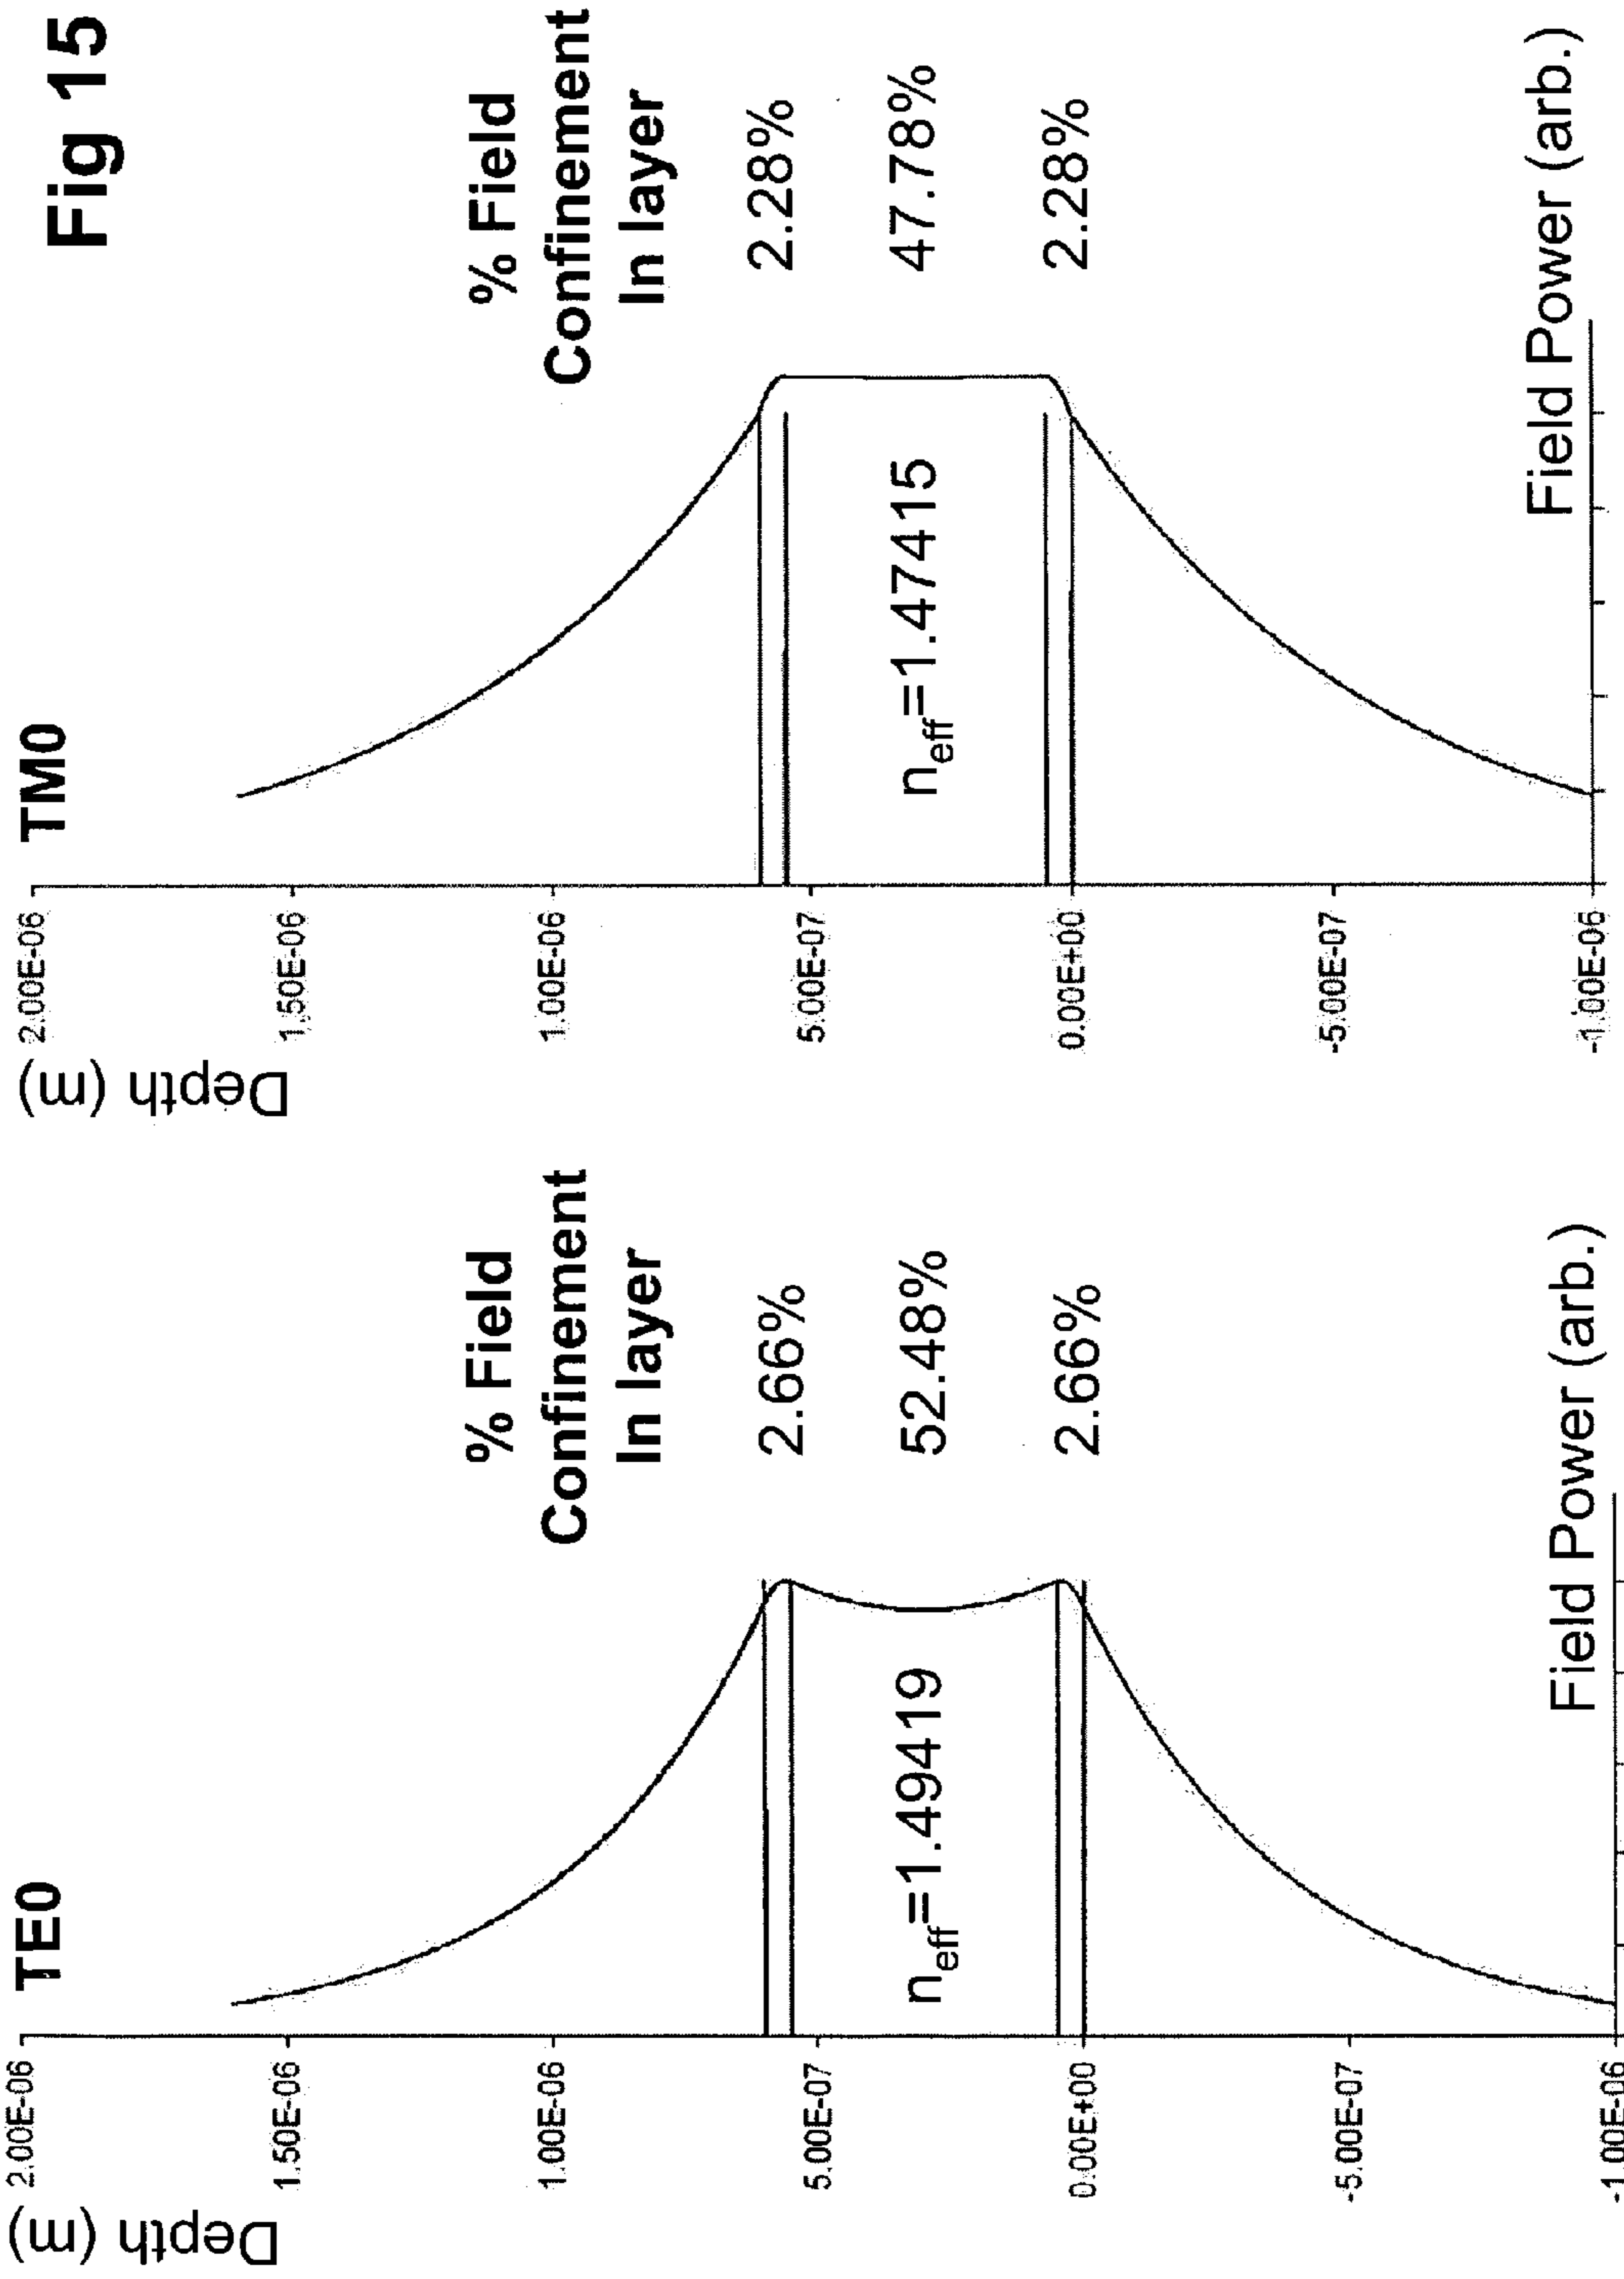 Fig 15
TE0
Depth (m)
2.00E-06
1.50E-06
1.00E-06
5.00E-07
0.00E+00
-5.00E-07
-1.00E-06
% Field
Confinement
In layer
2.66%
52.48%
2.66%
neff=1.49419
Field Power (arb.)
TM0
Depth (m)
2.00E-06
1.50E-06
1.00E-06
5.00E-07
0.00E+00
-5.00E-07
-1.00E-06
% Field
Confinement
In layer
2.28%
47.78%
2.28%
neff=1.47415
Field Power (arb.)